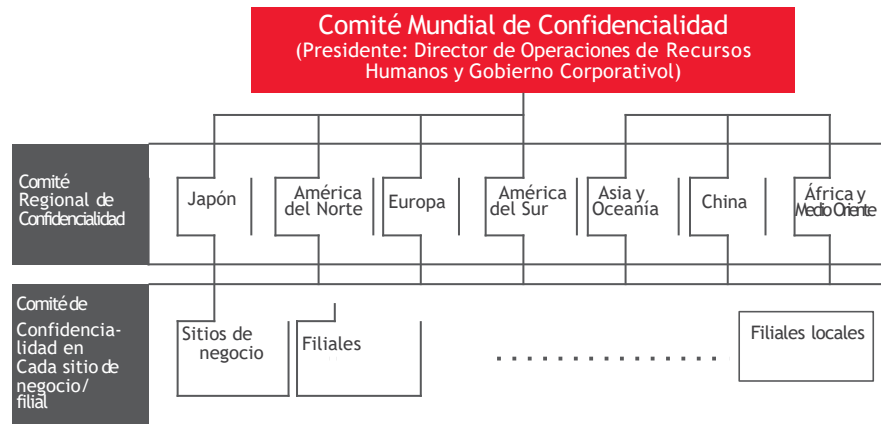 Comité Mundial de Confidencialidad
(Presidente: Director de Operaciones de Recursos
Humanos y Gobierno Corporativol)
Comité
Regional de
Confidencialidad
Japón
América
del Norte
Europa
América
del Sur
Asia y
Oceanía
China
África y
Medio Oriente
Comité de
Confidencia-
lidad en
Cada sitio de
negocio/
filial
Sitios de
negocio
Filiales
Filiales locales